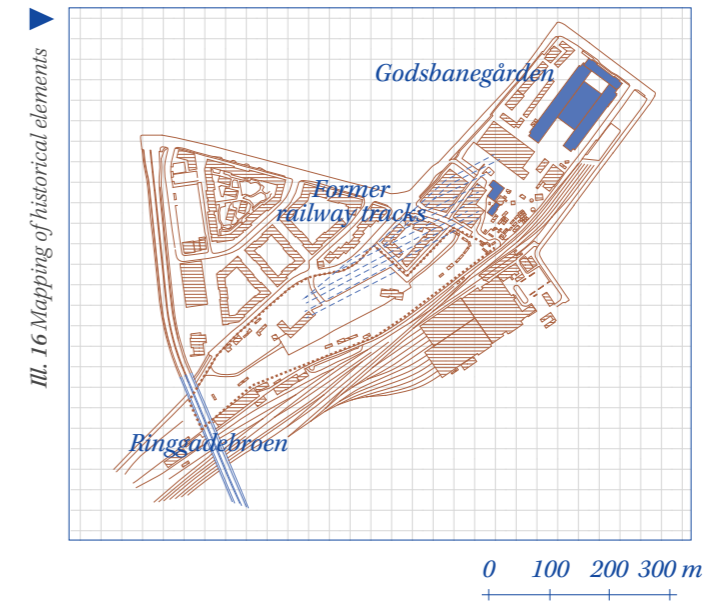 Ill. 16 Mapping of historical elements
Godsbanegården
Former
railway tracks
Ringgadebroen
0 100 200 300 m